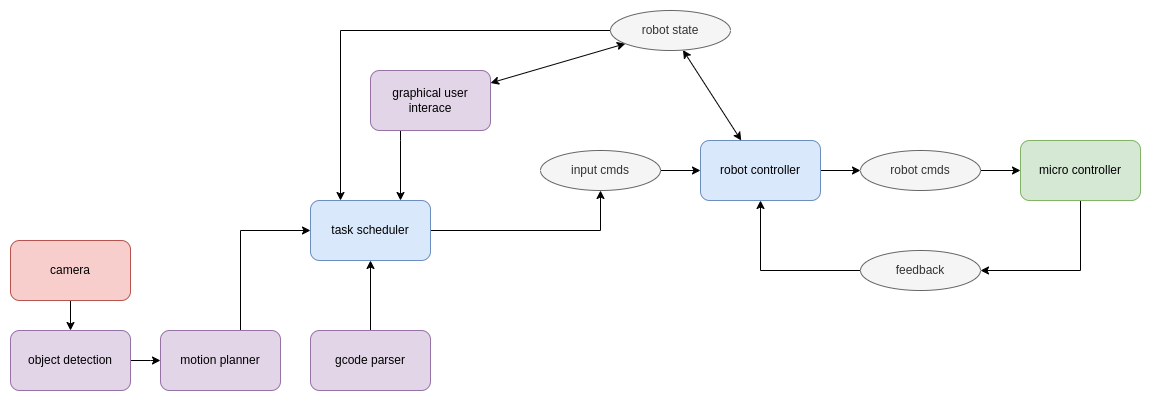 robot state
graphical user
interace
input cmds
robot controller
robot cmds
micro controller
task scheduler
camera
feedback
object detection
motion planner
gcode parser